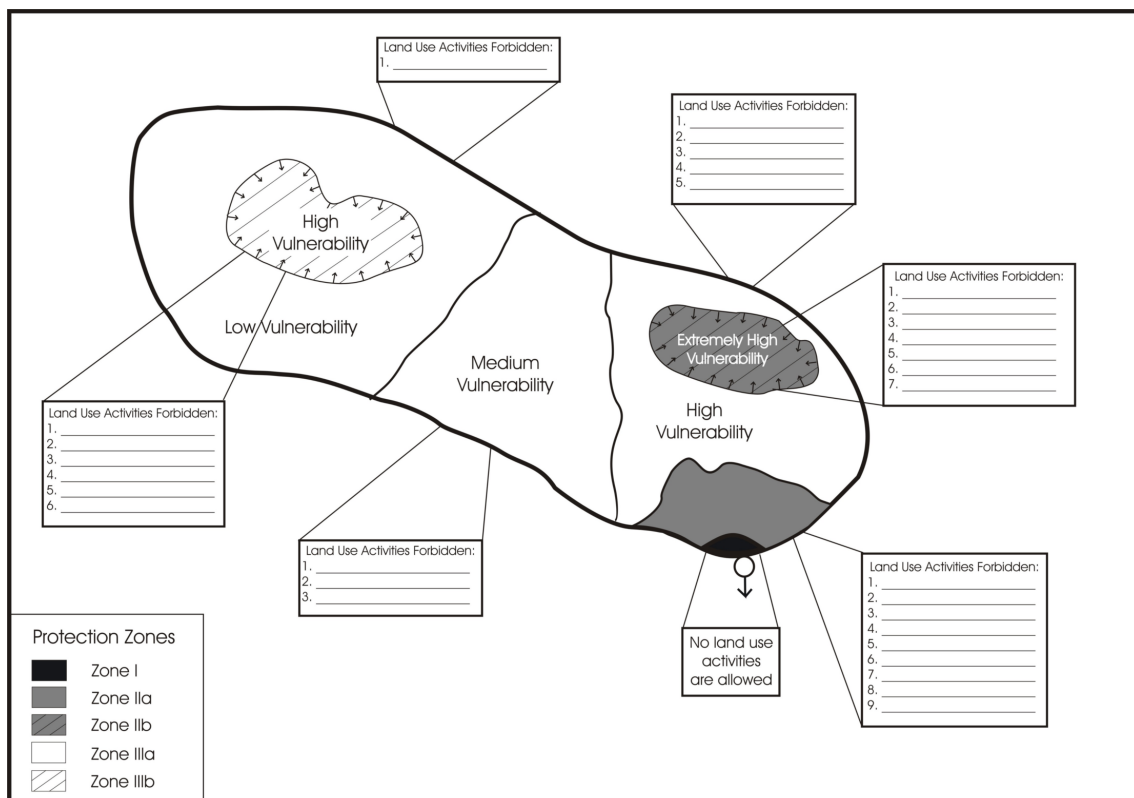 Land Use Activities Forbidden:
1.
Land Use Activities Forbidden:
1.
2.
3.
4.
5.
High
Vulnerability
Land Use Activities Forbidden:
1.
2.
3.
4.
5.
6.
7.
Extremely High
Vulnerability
Low Vulnerability
Medium
Vulnerability
High
Vulnerability
Land Use Activities Forbidden:
1.
2.
3.
4.
5.
6.
Land Use Activities Forbidden:
1.
2.
3.
Land Use Activities Forbidden:
1.
2.
3.
4.
5.
6.
7.
8.
9.
No land use
activities
are allowed
Protection Zones
Zone I
Zone IIa
Zone IIb
Zone IIIa
Zone IIIb